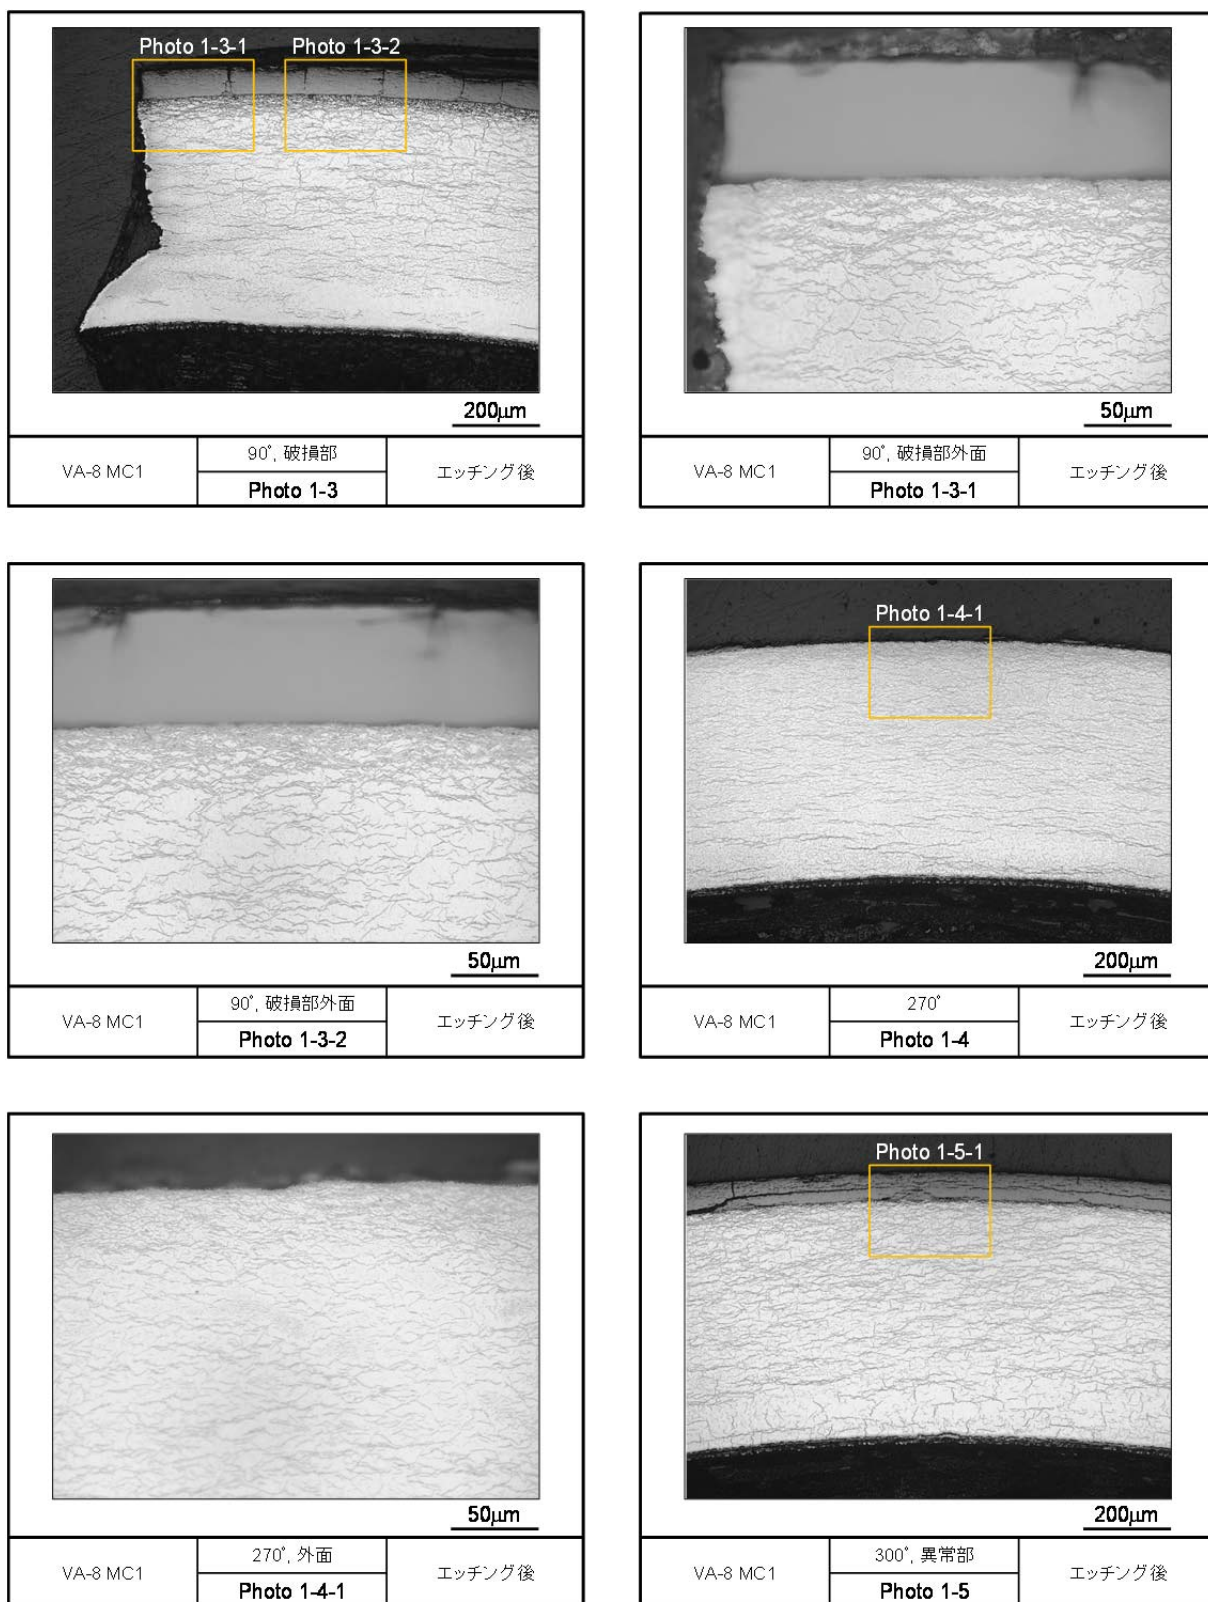 Photo 1-3-1
Photo 1-3-2
200μm
VA-8 MC1
90°, 破損部
Photo 1-3
エッチング後
50μm
VA-8 MC1
90°, 破損部外面
Photo 1-3-1
エッチング後
50μm
VA-8 MC1
90°, 破損部外面
Photo 1-3-2
エッチング後
Photo 1-4-1
200μm
VA-8 MC1
270°
Photo 1-4
エッチング後
50μm
VA-8 MC1
270°, 外面
Photo 1-4-1
エッチング後
Photo 1-5-1
200μm
VA-8 MC1
300°, 異常部
Photo 1-5
エッチング後